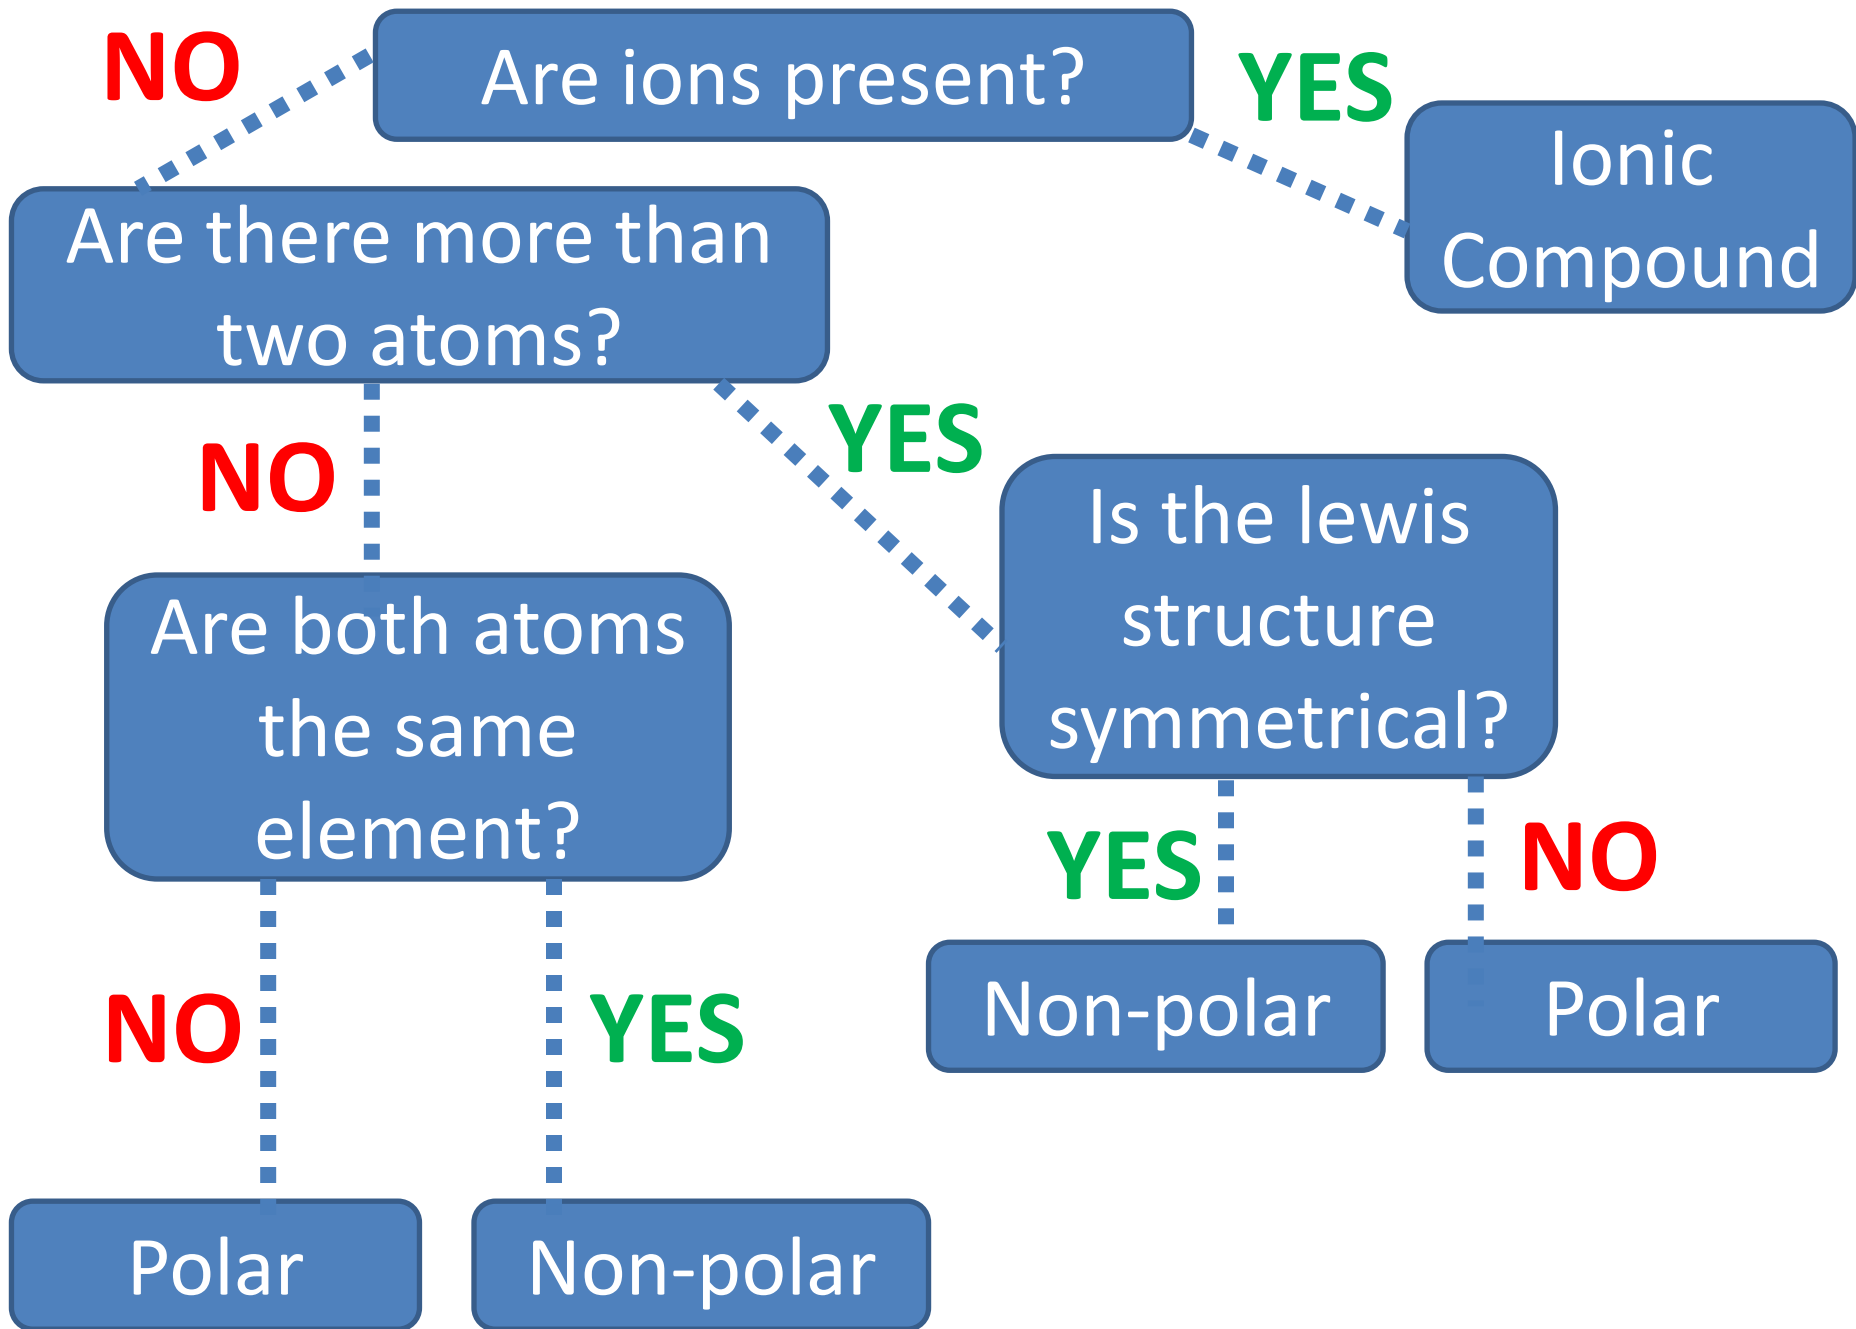 NO
Are ions present?
YES
Ionic
Compound
Are there more than
two atoms?
NO
YES
Is the lewis
structure
symmetrical?
Are both atoms
the same
element?
YES
NO
Non-polar
Polar
NO
YES
Polar
Non-polar